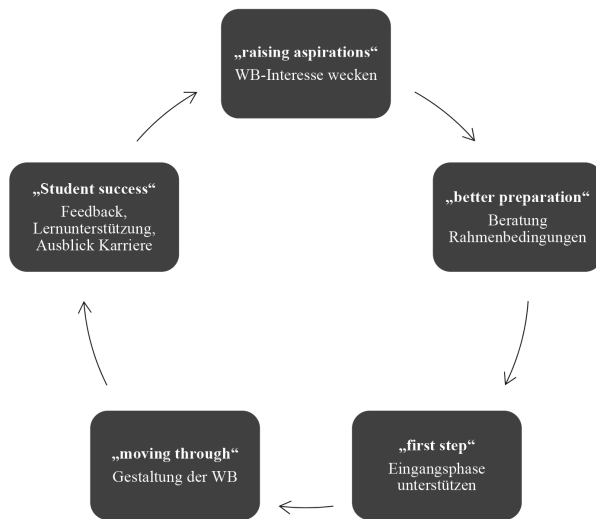 „raising aspirations“
WB-Interesse wecken
„better preparation“
Beratung
Rahmenbedingungen
„first step“
Eingangsphase
unterstützen
„moving through“
Gestaltung der WB
„Student success“
Feedback,
Lernunterstützung,
Ausblick Karriere